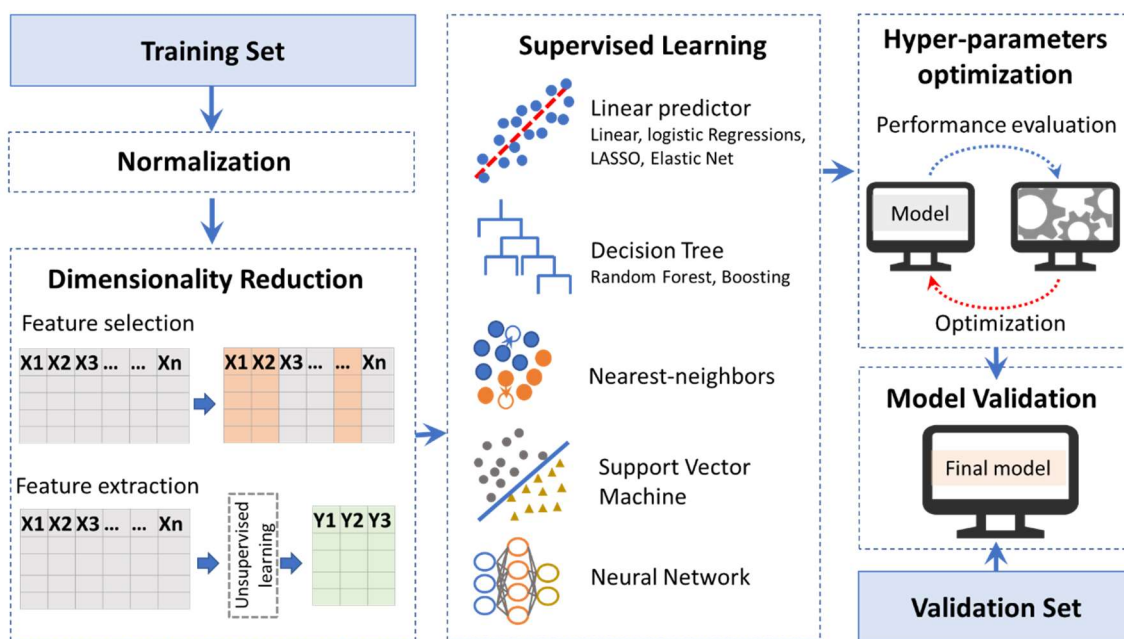 Training Set
Normalization
Dimensionality Reduction
Feature selection
X1 X2 X3 ... ... Xn
X1 X2 X3 ... ... Xn
Feature extraction
X1 X2 X3 ... ... Xn
Unsupervised
learning
Y1 Y2 Y3
Supervised Learning
Linear predictor
Linear, logistic Regressions,
LASSO, Elastic Net
Decision Tree
Random Forest, Boosting
Nearest-neighbors
Support Vector
Machine
Neural Network
Hyper-parameters
optimization
Performance evaluation
Model
Optimization
Model Validation
Final model
Validation Set